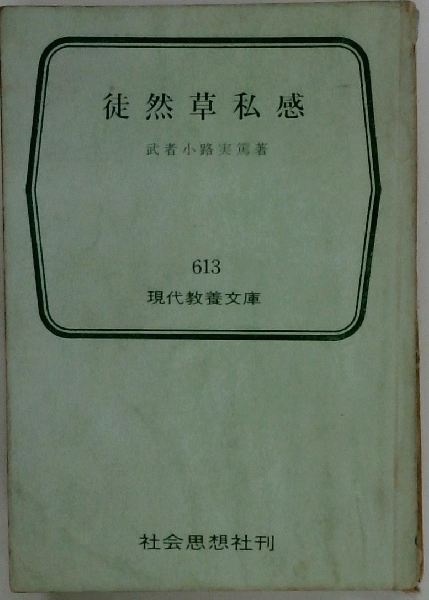 徒然草私感
武者小路実篤著
613
現代教養文庫
社会思想社刊